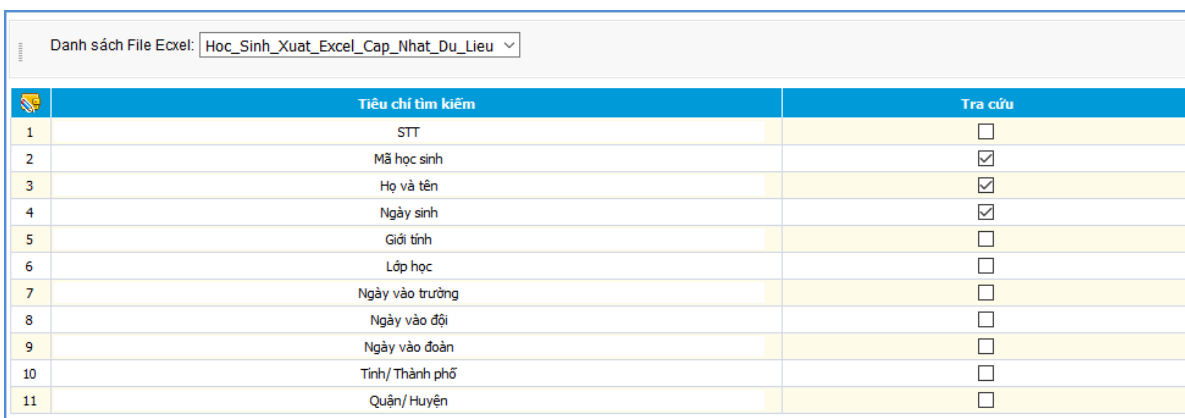 Danh sách File Ecxel: Hoc_Sinh_Xuat_Excel_Cap_Nhat_Du_Lieu
Tiêu chí tìm kiếm Tra cứu
1 STT
2 Mã học sinh
3 Họ và tên
4 Ngày sinh
5 Giới tính
6 Lớp học
7 Ngày vào trường
8 Ngày vào đội
9 Ngày vào đoàn
10 Tỉnh/ Thành phố
11 Quận/ Huyện